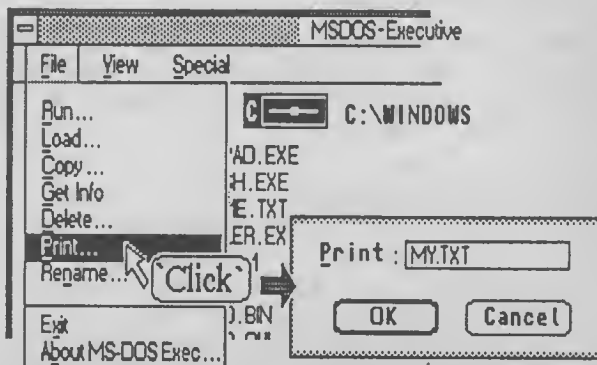 MSDOS-Executive
File View Special
C C:\WINDOWS
Run...
Load...
Copy...
Get Info
Delete...
Print...
Rename...
Exit
About MS-DOS Exec...
AD.EXE
H.EXE
E.TXT
ER.EX
1
).BIN
`Click`
Print : MY.TXT
OK Cancel